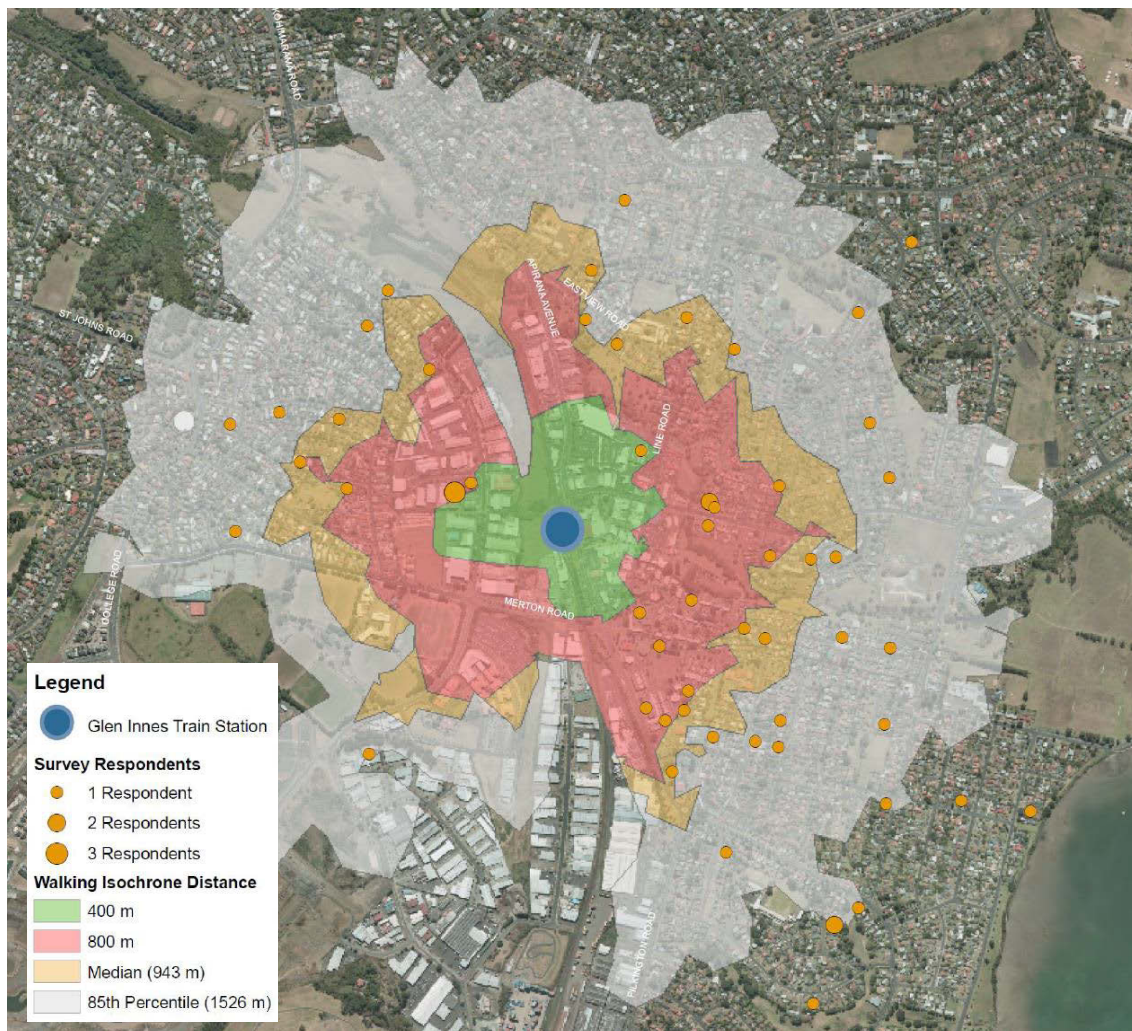 KOHIMARAMA ROAD
ST JOHNS ROAD
APIRANA AVENUE
EASTVIEW ROAD
LINE ROAD
COLLEGE ROAD
MERTON ROAD
PILKINGTON ROAD
Legend
Glen Innes Train Station
Survey Respondents
1 Respondent
2 Respondents
3 Respondents
Walking Isochrone Distance
400 m
800 m
Median (943 m)
85th Percentile (1526 m)